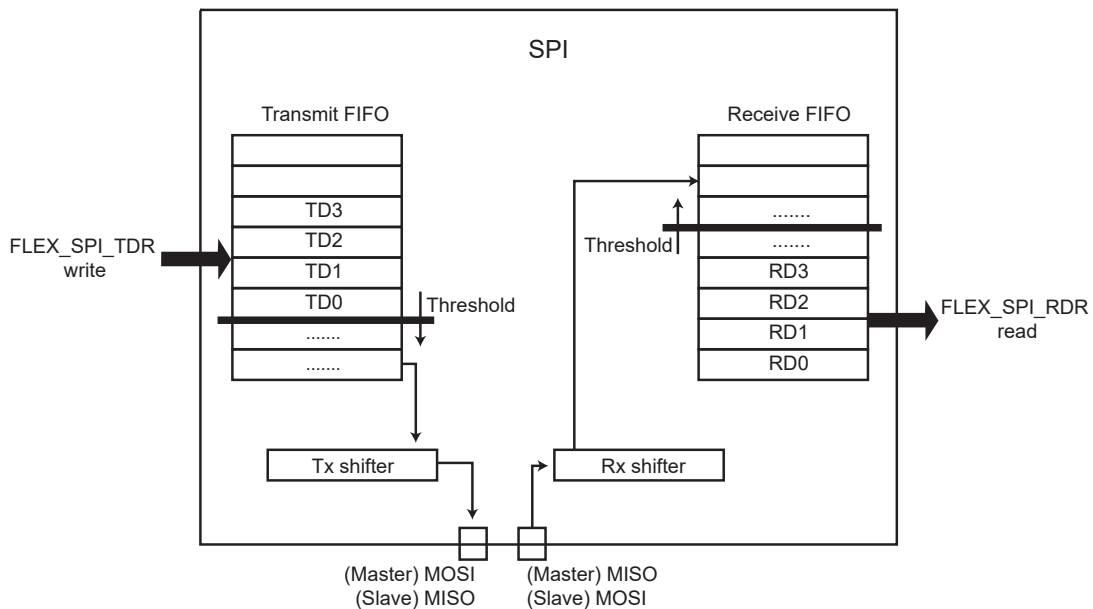 SPI
Transmit FIFO
TD3
TD2
TD1
TD0
.......
.......
FLEX_SPI_TDR
write
Threshold
Tx shifter
(Master) MOSI
(Slave) MISO
Receive FIFO
.......
.......
RD3
RD2
RD1
RD0
Threshold
FLEX_SPI_RDR
read
Rx shifter
(Master) MISO
(Slave) MOSI